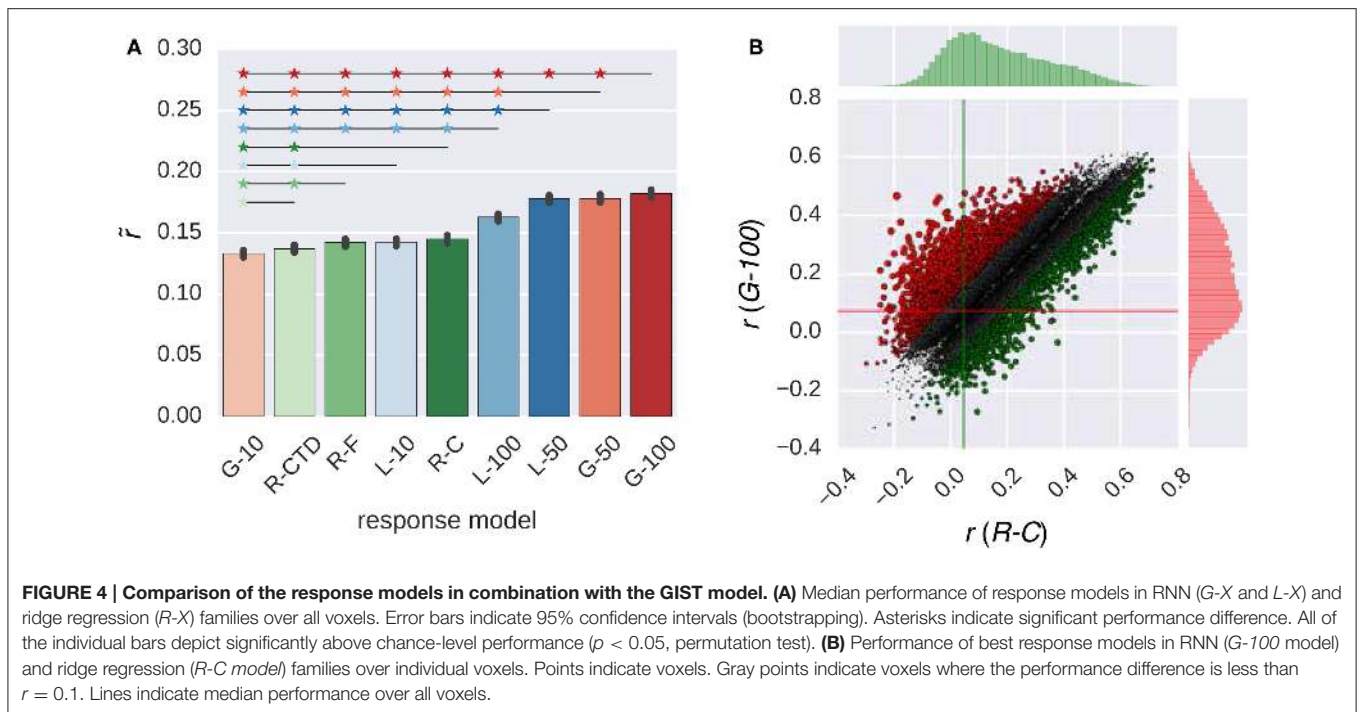 A
0.30
0.25
0.20
0.15
0.10
0.05
0.00
r̃
G-10
R-CTD
R-F
L-10
R-C
L-100
L-50
G-50
G-100
response model
B
0.8
0.6
0.4
0.2
0.0
−0.2
−0.4
r (G-100)
−0.4
−0.2
0.0
0.2
0.4
0.6
0.8
r (R-C)
FIGURE 4 | Comparison of the response models in combination with the GIST model. (A) Median performance of response models in RNN (G-X and L-X) and
ridge regression (R-X) families over all voxels. Error bars indicate 95% confidence intervals (bootstrapping). Asterisks indicate significant performance difference. All of
the individual bars depict significantly above chance-level performance (p < 0.05, permutation test). (B) Performance of best response models in RNN (G-100 model)
and ridge regression (R-C model) families over individual voxels. Points indicate voxels. Gray points indicate voxels where the performance difference is less than
r = 0.1. Lines indicate median performance over all voxels.